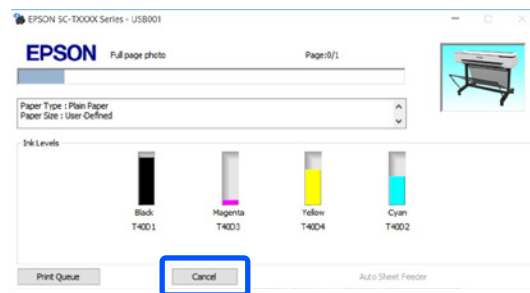 EPSON SC-TXXXX Series - USB001
EPSON Full page photo Page:0/1
Paper Type : Plain Paper
Paper Size : User-Defined
Ink Levels
Black Magenta Yellow Cyan
T40D1 T40D3 T40D4 T40D2
Print Queue Cancel Auto Sheet Feeder